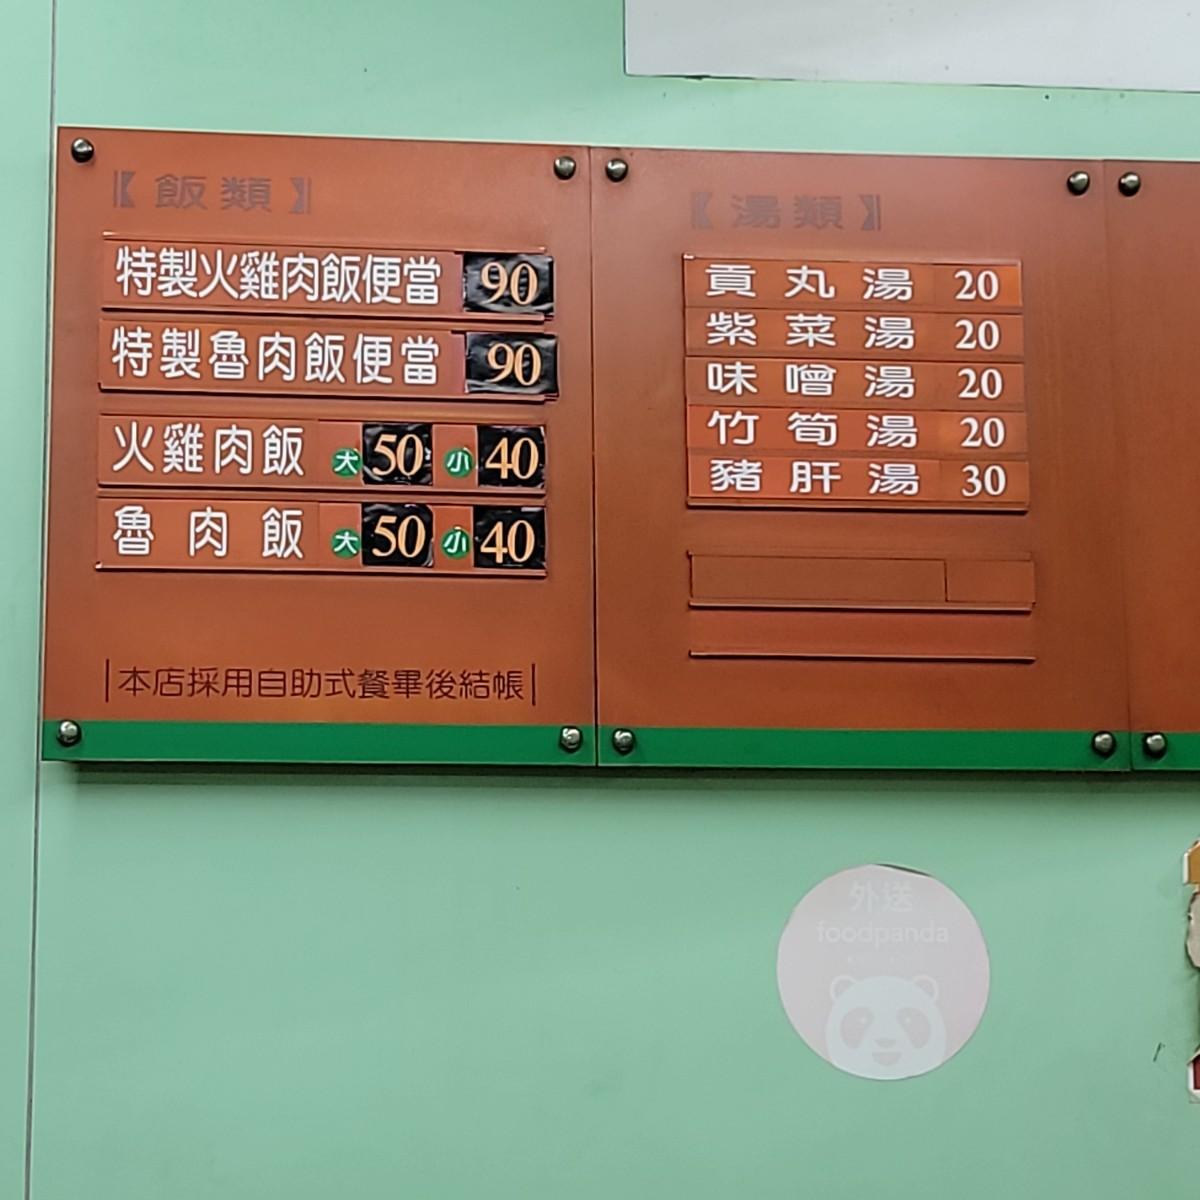 【飯類】
特製火雞肉飯便當 90
特製魯肉飯便當 90
火雞肉飯 大 50 小 40
魯肉飯 大 50 小 40
本店採用自助式餐畢後結帳
【湯類】
貢丸湯 20
紫菜湯 20
味噌湯 20
竹筍湯 20
豬肝湯 30
外送
foodpanda